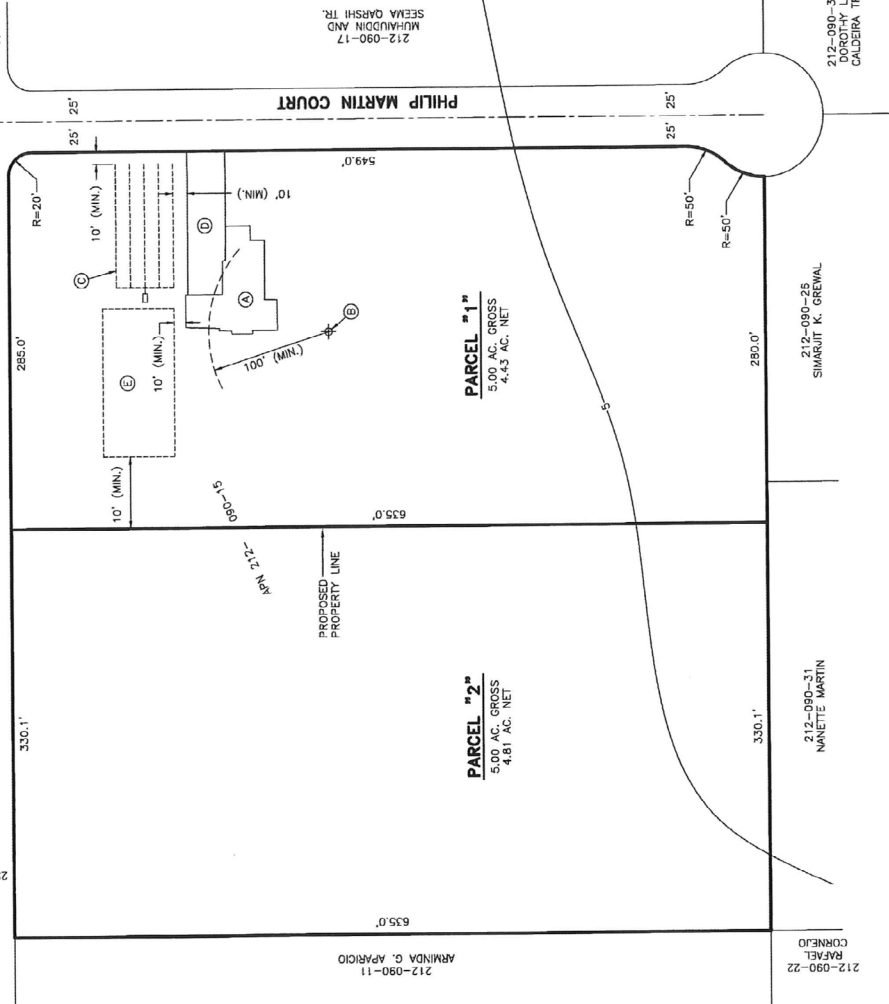 212-090-17
MUHAIUDDIN AND
SEEMA QARSHI TR.
DOROTHY L
CALDEIRA TR
PHILIP MARTIN COURT
25'
25'
25'
25'
549.0'
R=20'
10' (MIN.)
C
10' (MIN.)
D
A
B
100' (MIN.)
10' (MIN.)
E
10' (MIN.)
285.0'
R=50'
R=50'
PARCEL "1"
5.00 AC. GROSS
4.43 AC. NET
280.0'
212-090-25
SIMARJIT K. GREWAL
5
635.0'
APN 212-090-15
PROPOSED
PROPERTY LINE
330.1'
PARCEL "2"
5.00 AC. GROSS
4.81 AC. NET
330.1'
212-090-31
NANETTE MARTIN
635.0'
212-090-11
ARMINDA G. APARICIO
212-090-22
RAFAEL
CORNEJO